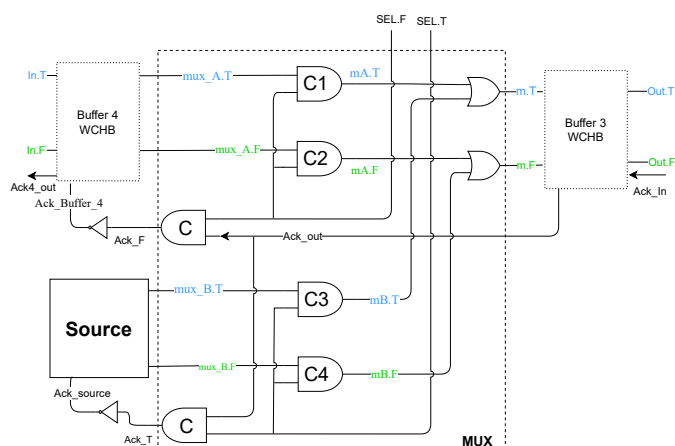 SEL.F
SEL.T
In.T
mux_A.T
C1
mA.T
m.T
Out.T
Buffer 4
WCHB
Buffer 3
WCHB
In.F
mux_A.F
C2
mA.F
m.F
Out.F
Ack4_out
Ack_In
Ack_Buffer_4
C
Ack_F
Ack_out
mux_B.T
C3
mB.T
Source
mux_B.F
C4
mB.F
Ack_source
C
Ack_T
MUX